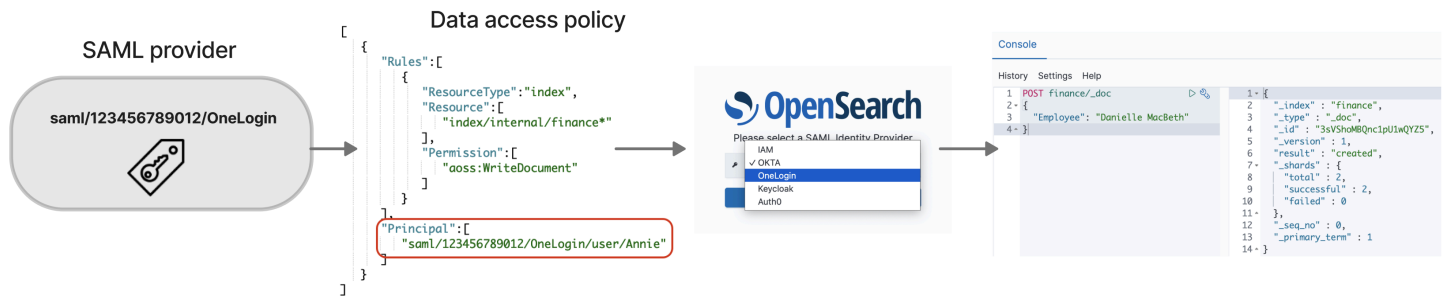 SAML provider
saml/123456789012/OneLogin
Data access policy
[
{
"Rules":[
{
"ResourceType":"index",
"Resource":[
"index/internal/finance*"
],
"Permission":[
"aoss:WriteDocument"
]
}
],
"Principal":[
"saml/123456789012/OneLogin/user/Annie"
]
}
]
OpenSearch
Please select a SAML Identity Provider
IAM
✓ OKTA
OneLogin
Keycloak
Auth0
Console
History Settings Help
1 POST finance/_doc
2 {
3 "Employee": "Danielle MacBeth"
4 }
1 {
2 "_index" : "finance",
3 "_type" : "_doc",
4 "_id" : "3sVShoMBQnc1pU1wQYZ5",
5 "_version" : 1,
6 "result" : "created",
7 "_shards" : {
8 "total" : 2,
9 "successful" : 2,
10 "failed" : 0
11 },
12 "_seq_no" : 0,
13 "_primary_term" : 1
14 }